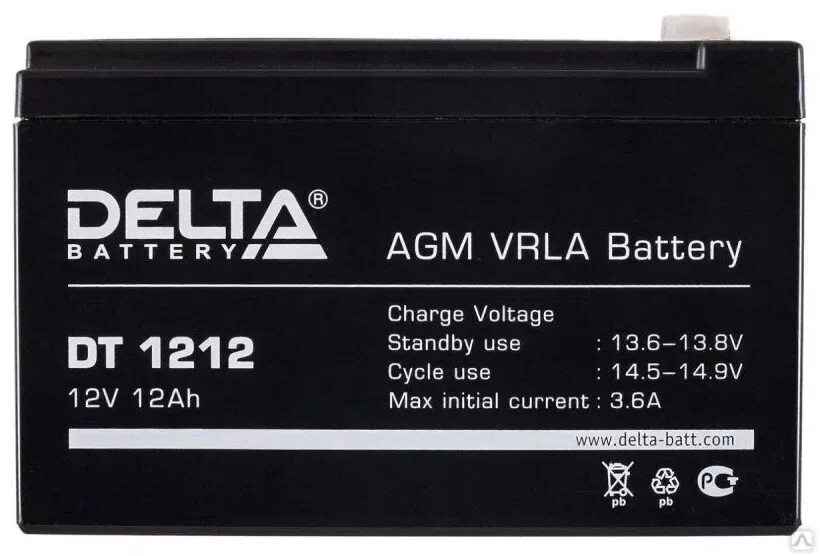 DELTA®
BATTERY
AGM VRLA Battery
DT 1212
12V 12Ah
Charge Voltage
Standby use : 13.6–13.8V
Cycle use : 14.5–14.9V
Max initial current : 3.6A
www.delta-batt.com
pb
pb
РСТ